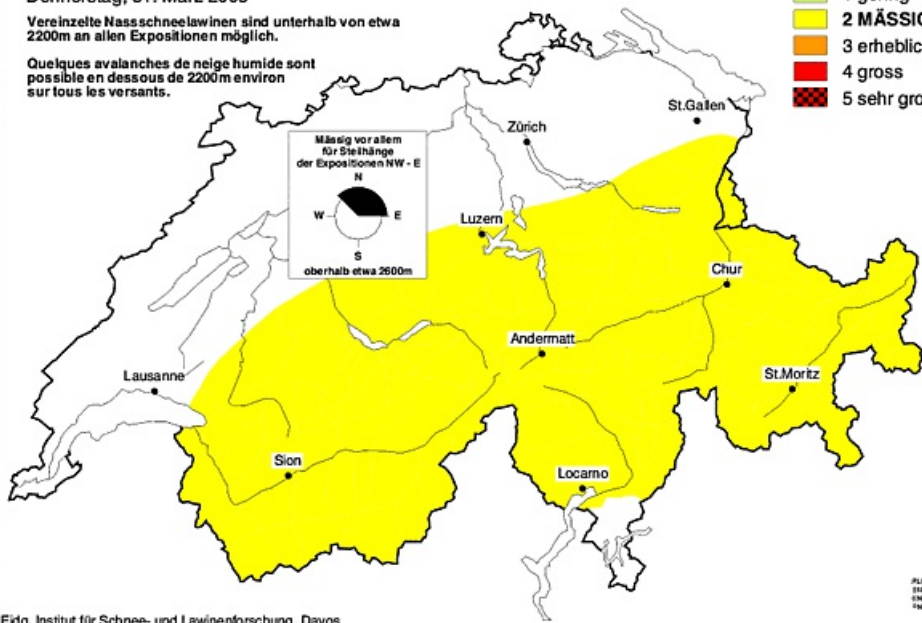 Vereinzelte Nassschneelawinen sind unterhalb von etwa
2200m an allen Expositionen möglich.
Quelques avalanches de neige humide sont
possible en dessous de 2200m environ
sur tous les versants.
2 MÄSSIG
3 erheblic
4 gross
5 sehr gro
St.Gallen
Zürich
Mässig vor allem
für Steilhänge
der Expositionen NW - E
N
W E
S
oberhalb etwa 2600m
Luzern
Chur
Andermatt
Lausanne
St.Moritz
Sion
Locarno
Eidg. Institut für Schnee- und Lawinenforschung, Davos